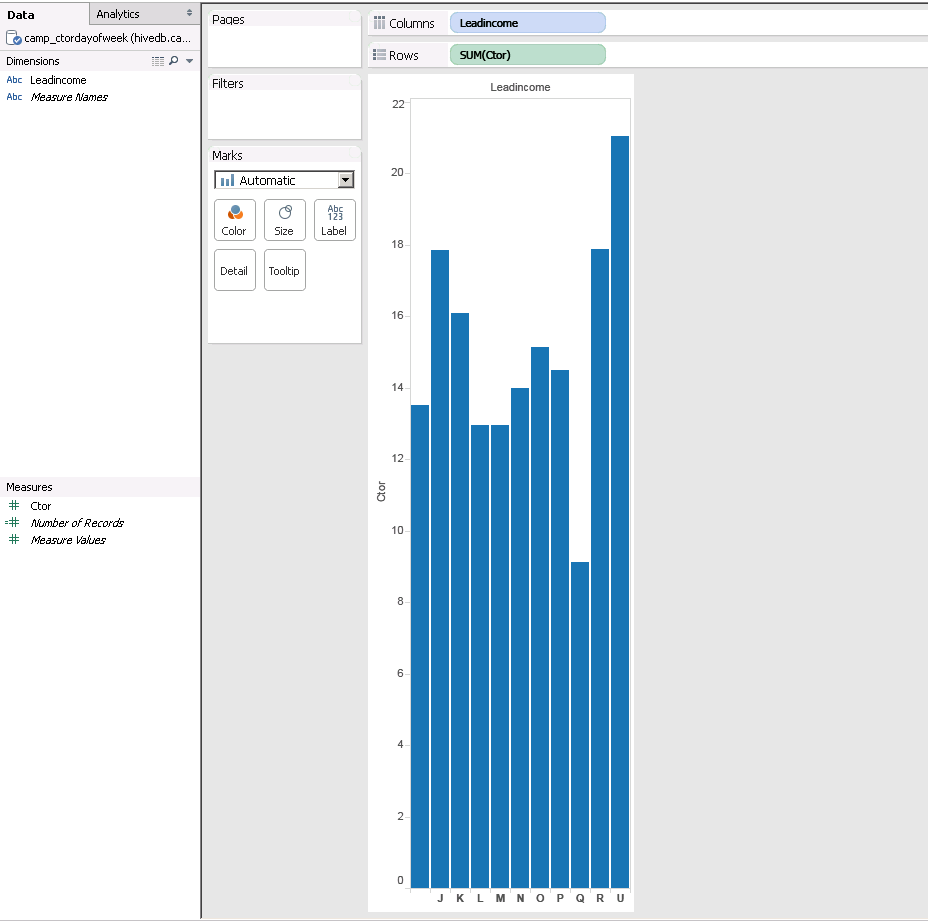 Data
Analytics
camp_ctordayofweek (hivedb.ca...
Dimensions
Abc Leadincome
Abc Measure Names
Measures
Ctor
Number of Records
Measure Values
Pages
Filters
Marks
Automatic
Color
Size
Abc
123
Label
Detail
Tooltip
Columns
Leadincome
Rows
SUM(Ctor)
Leadincome
22
20
18
16
14
12
Ctor
10
8
6
4
2
0
J K L M N O P Q R U